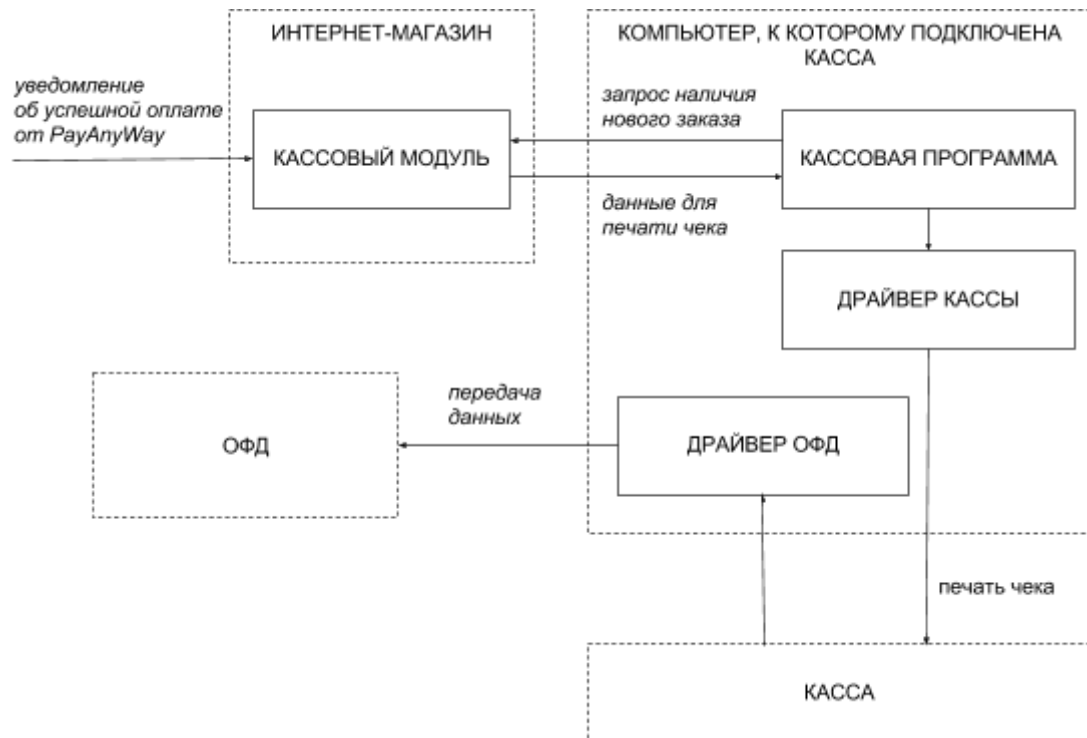 ИНТЕРНЕТ-МАГАЗИН
КОМПЬЮТЕР, К КОТОРОМУ ПОДКЛЮЧЕНА
КАССА
уведомление
об успешной оплате
от PayAnyWay
запрос наличия
нового заказа
КАССОВЫЙ МОДУЛЬ
КАССОВАЯ ПРОГРАММА
данные для
печати чека
ДРАЙВЕР КАССЫ
передача
данных
ОФД
ДРАЙВЕР ОФД
печать чека
КАССА